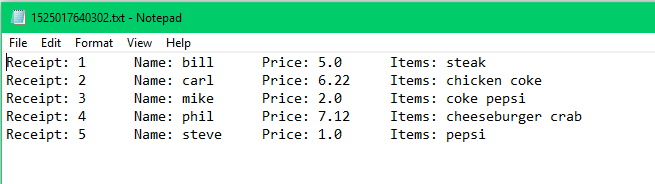 1525017640302.txt - Notepad
File Edit Format View Help
Receipt: 1 Name: bill Price: 5.0 Items: steak
Receipt: 2 Name: carl Price: 6.22 Items: chicken coke
Receipt: 3 Name: mike Price: 2.0 Items: coke pepsi
Receipt: 4 Name: phil Price: 7.12 Items: cheeseburger crab
Receipt: 5 Name: steve Price: 1.0 Items: pepsi